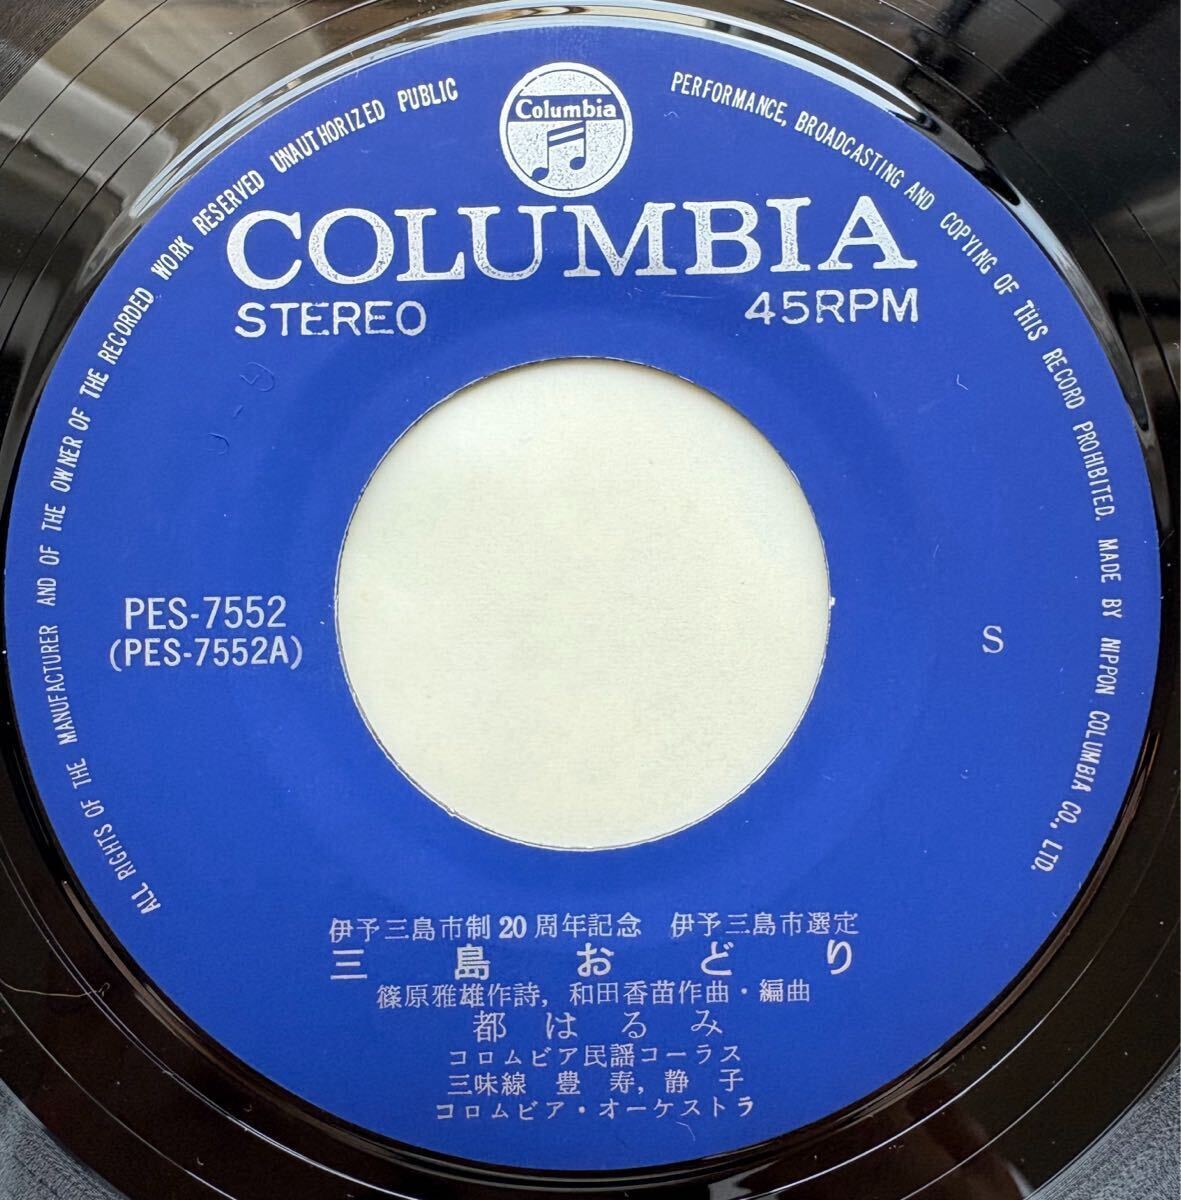 ALL RIGHTS OF THE MANUFACTURER AND OF THE OWNER OF THE RECORDED WORK RESERVED UNAUTHORIZED PUBLIC PERFORMANCE, BROADCASTING AND COPYING OF THIS RECORD PROHIBITED. MADE BY NIPPON COLUMBIA CO., LTD.
Columbia
COLUMBIA
STEREO 45RPM
PES-7552
(PES-7552A)
S
伊予三島市制20周年記念 伊予三島市選定
三島おどり
篠原雅雄作詩, 和田香苗作曲・編曲
都はるみ
コロムビア民謡コーラス
三味線 豊寿, 静子
コロムビア・オーケストラ